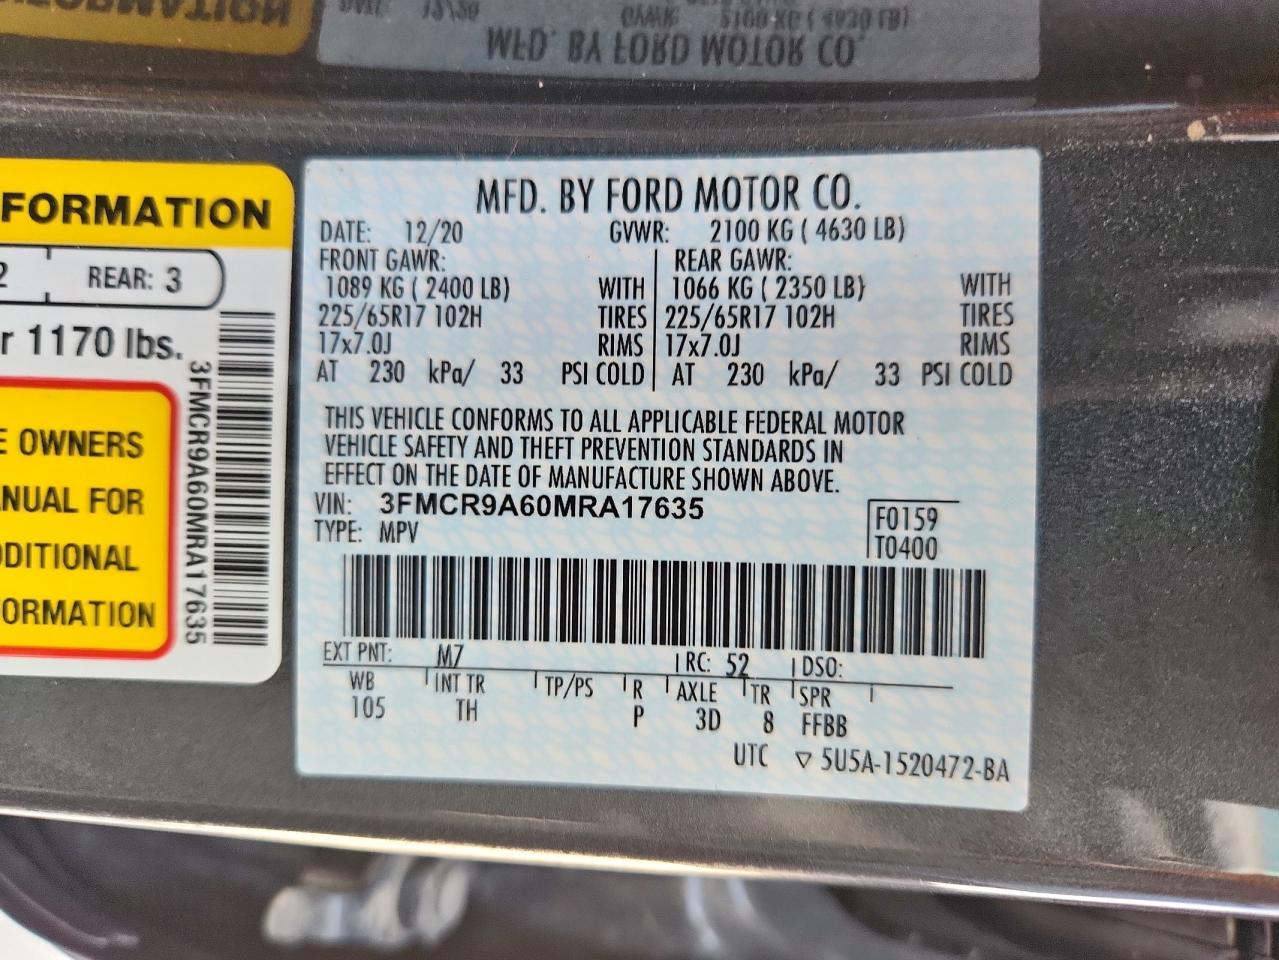 MFD. BY FORD MOTOR CO.
FORMATION
MFD. BY FORD MOTOR CO.
DATE: 12/20 GVWR: 2100 KG ( 4630 LB)
FRONT GAWR: REAR GAWR:
1089 KG ( 2400 LB) WITH 1066 KG ( 2350 LB) WITH
225/65R17 102H TIRES 225/65R17 102H TIRES
17x7.0J RIMS 17x7.0J RIMS
AT 230 kPa/ 33 PSI COLD AT 230 kPa/ 33 PSI COLD
THIS VEHICLE CONFORMS TO ALL APPLICABLE FEDERAL MOTOR
VEHICLE SAFETY AND THEFT PREVENTION STANDARDS IN
EFFECT ON THE DATE OF MANUFACTURE SHOWN ABOVE.
VIN: 3FMCR9A60MRA17635
TYPE: MPV
F0159
T0400
EXT PNT: M7 RC: 52 DSO:
WB INT TR TP/PS R AXLE TR SPR
105 TH P 3D 8 FFBB
UTC ▽ 5U5A-1520472-BA
2 REAR: 3
r 1170 lbs.
3FMCR9A60MRA17635
E OWNERS
ANUAL FOR
DDITIONAL
FORMATION